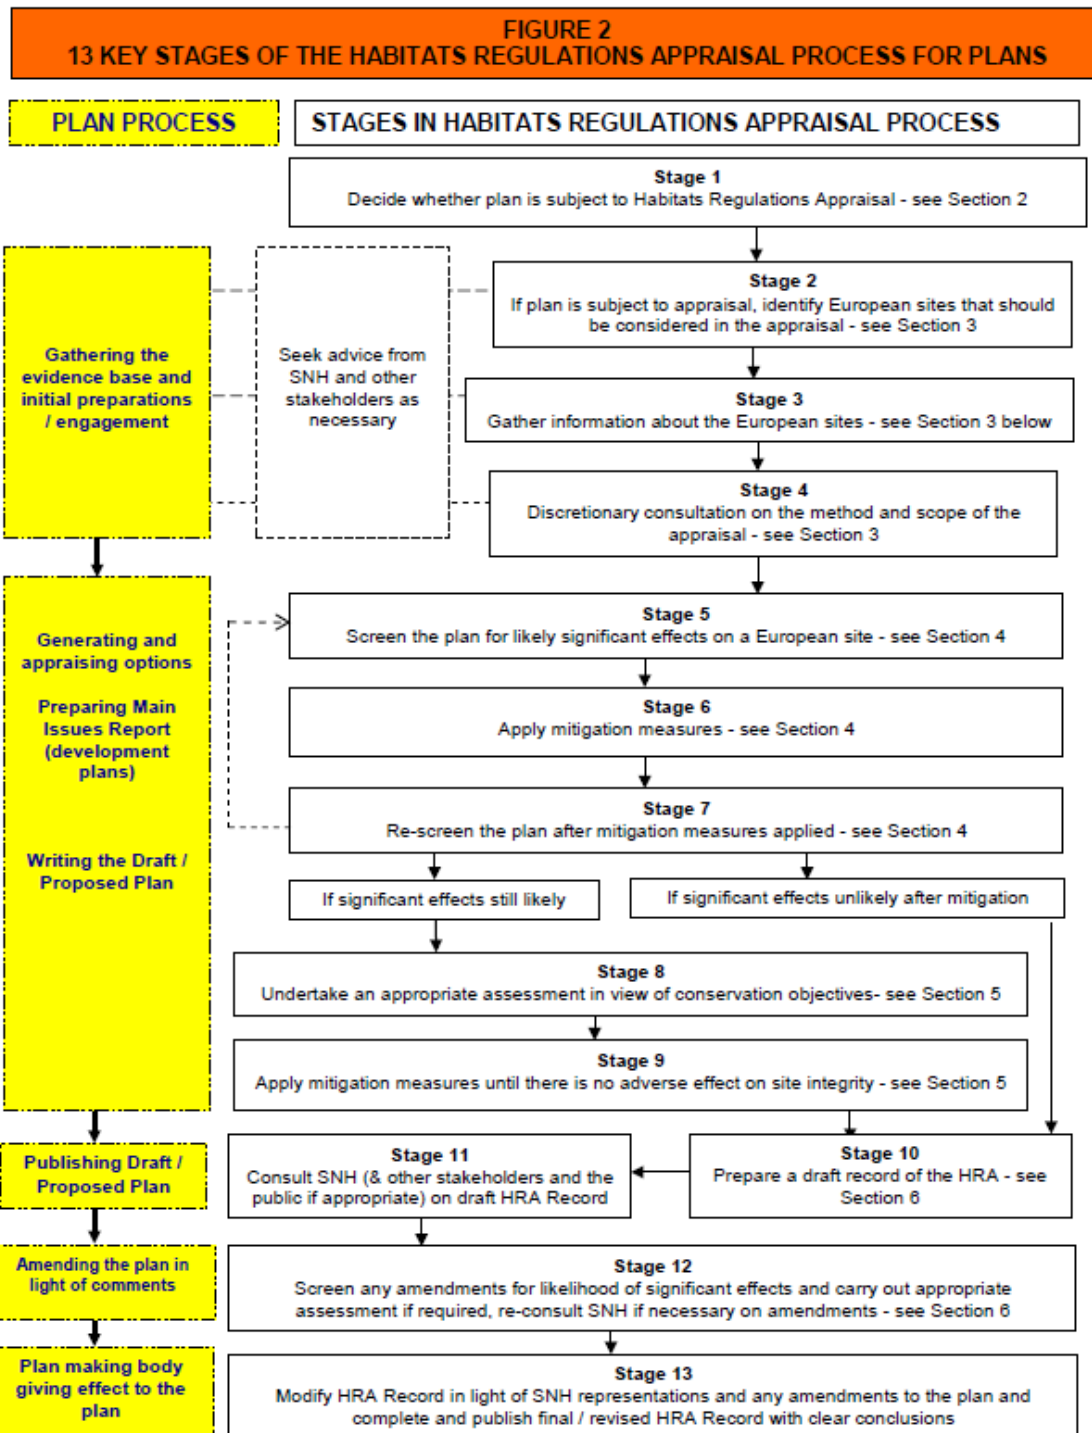 FIGURE 2
13 KEY STAGES OF THE HABITATS REGULATIONS APPRAISAL PROCESS FOR PLANS
PLAN PROCESS
STAGES IN HABITATS REGULATIONS APPRAISAL PROCESS
Stage 1
Decide whether plan is subject to Habitats Regulations Appraisal - see Section 2
Gathering the
evidence base and
initial preparations
/ engagement
Seek advice from
SNH and other
stakeholders as
necessary
Stage 2
If plan is subject to appraisal, identify European sites that should
be considered in the appraisal - see Section 3
Stage 3
Gather information about the European sites - see Section 3 below
Stage 4
Discretionary consultation on the method and scope of the
appraisal - see Section 3
Generating and
appraising options
Preparing Main
Issues Report
(development
plans)
Writing the Draft /
Proposed Plan
Stage 5
Screen the plan for likely significant effects on a European site - see Section 4
Stage 6
Apply mitigation measures - see Section 4
Stage 7
Re-screen the plan after mitigation measures applied - see Section 4
If significant effects still likely
If significant effects unlikely after mitigation
Stage 8
Undertake an appropriate assessment in view of conservation objectives- see Section 5
Stage 9
Apply mitigation measures until there is no adverse effect on site integrity - see Section 5
Publishing Draft /
Proposed Plan
Stage 11
Consult SNH (& other stakeholders and the
public if appropriate) on draft HRA Record
Stage 10
Prepare a draft record of the HRA - see
Section 6
Amending the plan in
light of comments
Stage 12
Screen any amendments for likelihood of significant effects and carry out appropriate
assessment if required, re-consult SNH if necessary on amendments - see Section 6
Plan making body
giving effect to the
plan
Stage 13
Modify HRA Record in light of SNH representations and any amendments to the plan and
complete and publish final / revised HRA Record with clear conclusions